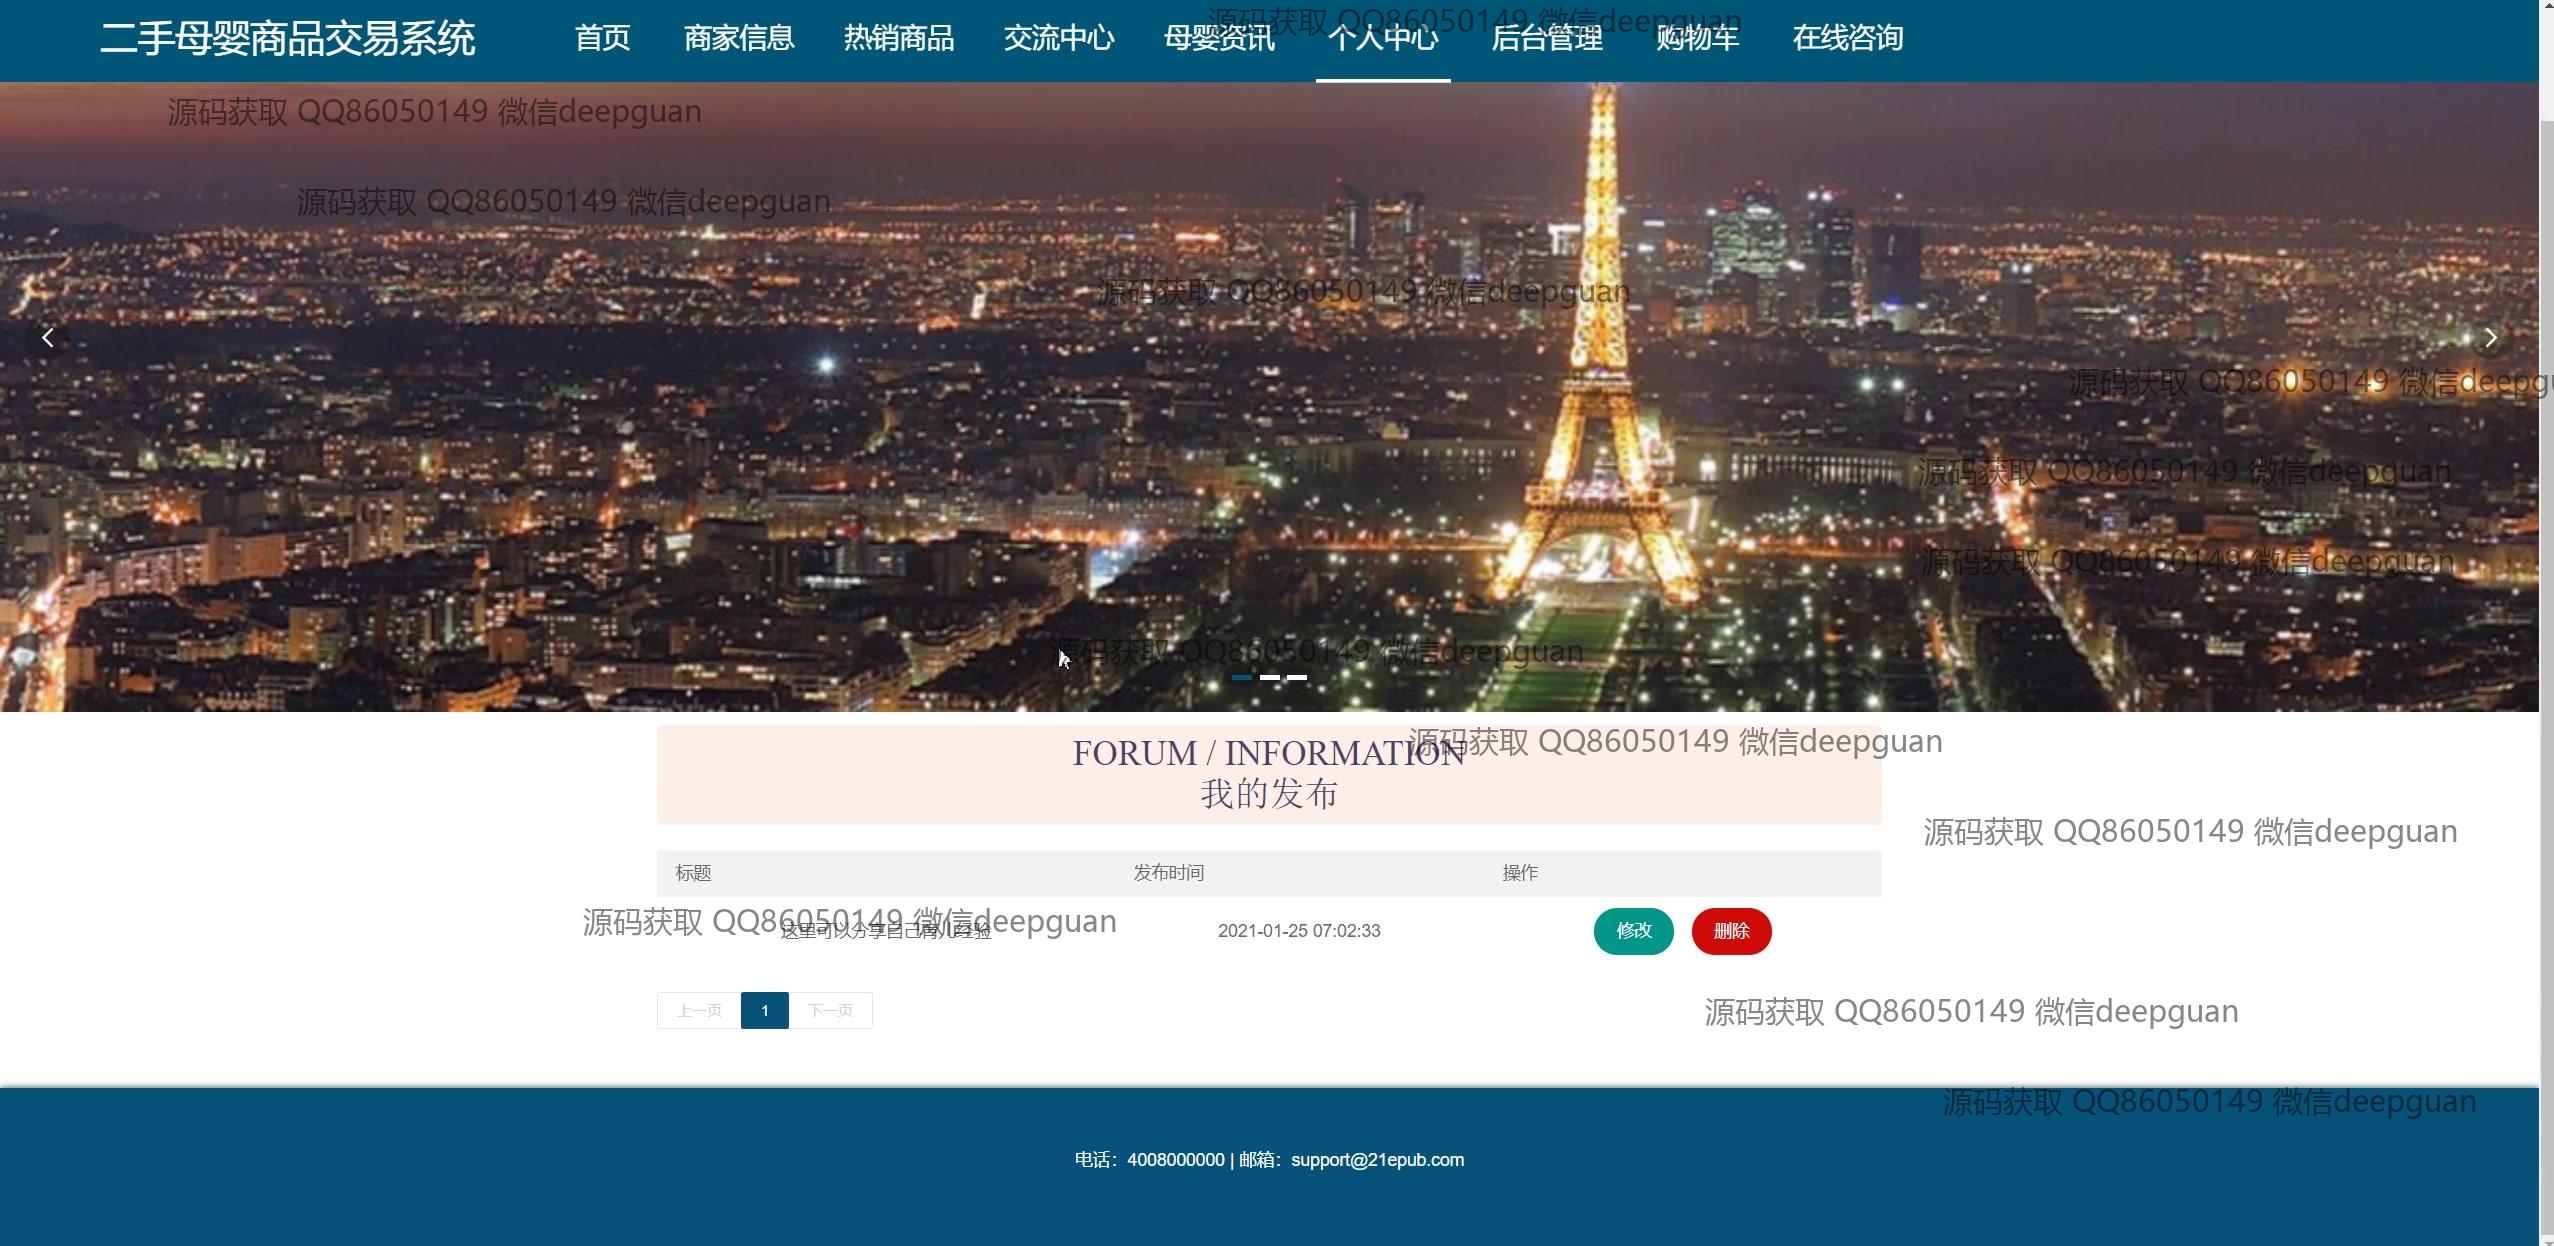 二手母婴商品交易系统 首页 商家信息 热销商品 交流中心 母婴资讯 个人中心 后台管理 购物车 在线咨询
源码获取 QQ86050149 微信deepguan
源码获取 QQ86050149 微信deepguan
源码获取 QQ86050149 微信deepguan
源码获取 QQ86050149 微信deepguan
源码获取 QQ86050149 微信deepgu
源码获取 QQ86050149 微信deepguan
源码获取 QQ86050149 微信deepguan
源码获取 QQ86050149 微信deepguan
FORUM / INFORMATION
源码获取 QQ86050149 微信deepguan
我的发布
源码获取 QQ86050149 微信deepguan
标题 发布时间 操作
源码获取 QQ86050149 微信deepguan
这里可以分享自己育儿经验 2021-01-25 07:02:33 修改 删除
上一页 1 下一页
源码获取 QQ86050149 微信deepguan
源码获取 QQ86050149 微信deepguan
电话：4008000000 | 邮箱：support@21epub.com